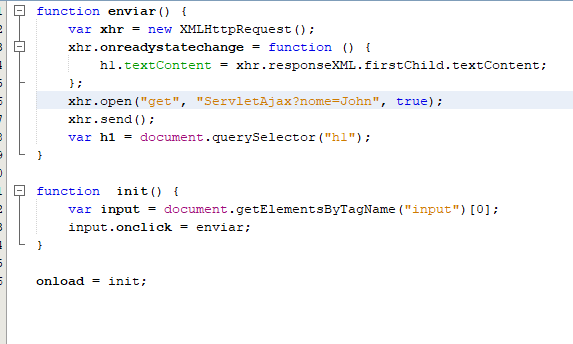 function enviar() {
var xhr = new XMLHttpRequest();
xhr.onreadystatechange = function () {
h1.textContent = xhr.responseXML.firstChild.textContent;
};
xhr.open("get", "ServletAjax?nome=John", true);
xhr.send();
var h1 = document.querySelector("h1");
}
function init() {
var input = document.getElementsByTagName("input")[0];
input.onclick = enviar;
}
onload = init;